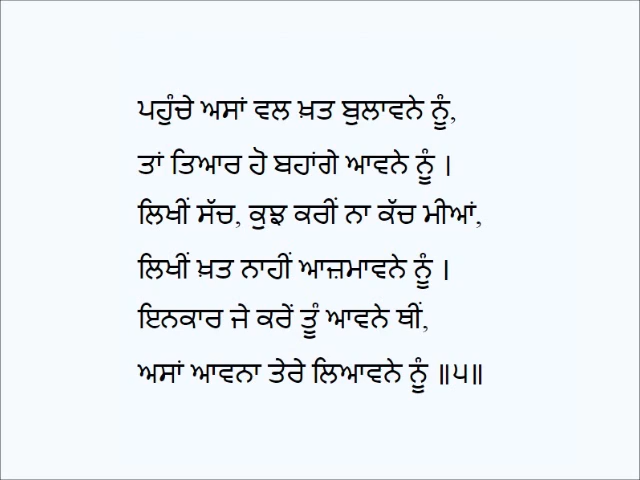 ਪਹੁੰਚੇ ਅਸਾਂ ਵਲ ਖ਼ਤ ਬੁਲਾਵਨੇ ਨੂੰ,
ਤਾਂ ਤਿਆਰ ਹੋ ਬਹਾਂਗੇ ਆਵਨੇ ਨੂੰ ।
ਲਿਖੀਂ ਸੱਚ, ਕੁਝ ਕਰੀਂ ਨਾ ਕੱਚ ਮੀਆਂ,
ਲਿਖੀਂ ਖ਼ਤ ਨਾਹੀਂ ਆਜ਼ਮਾਵਨੇ ਨੂੰ ।
ਇਨਕਾਰ ਜੇ ਕਰੇਂ ਤੂੰ ਆਵਨੇ ਥੀਂ,
ਅਸਾਂ ਆਵਨਾ ਤੇਰੇ ਲਿਆਵਨੇ ਨੂੰ ॥੫॥